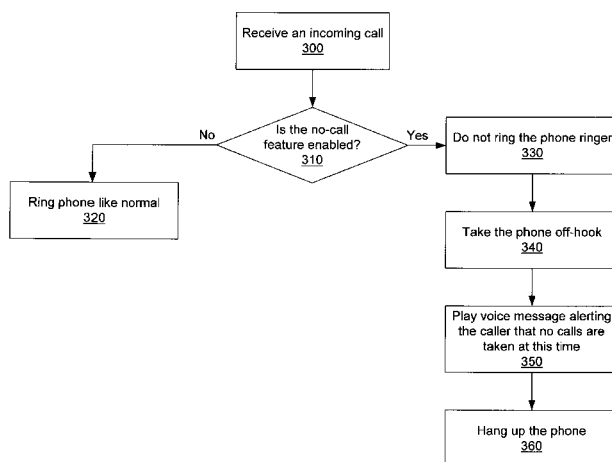 Receive an incoming call
300
Is the no-call
feature enabled?
310
No
Yes
Ring phone like normal
320
Do not ring the phone ringer
330
Take the phone off-hook
340
Play voice message alerting
the caller that no calls are
taken at this time
350
Hang up the phone
360